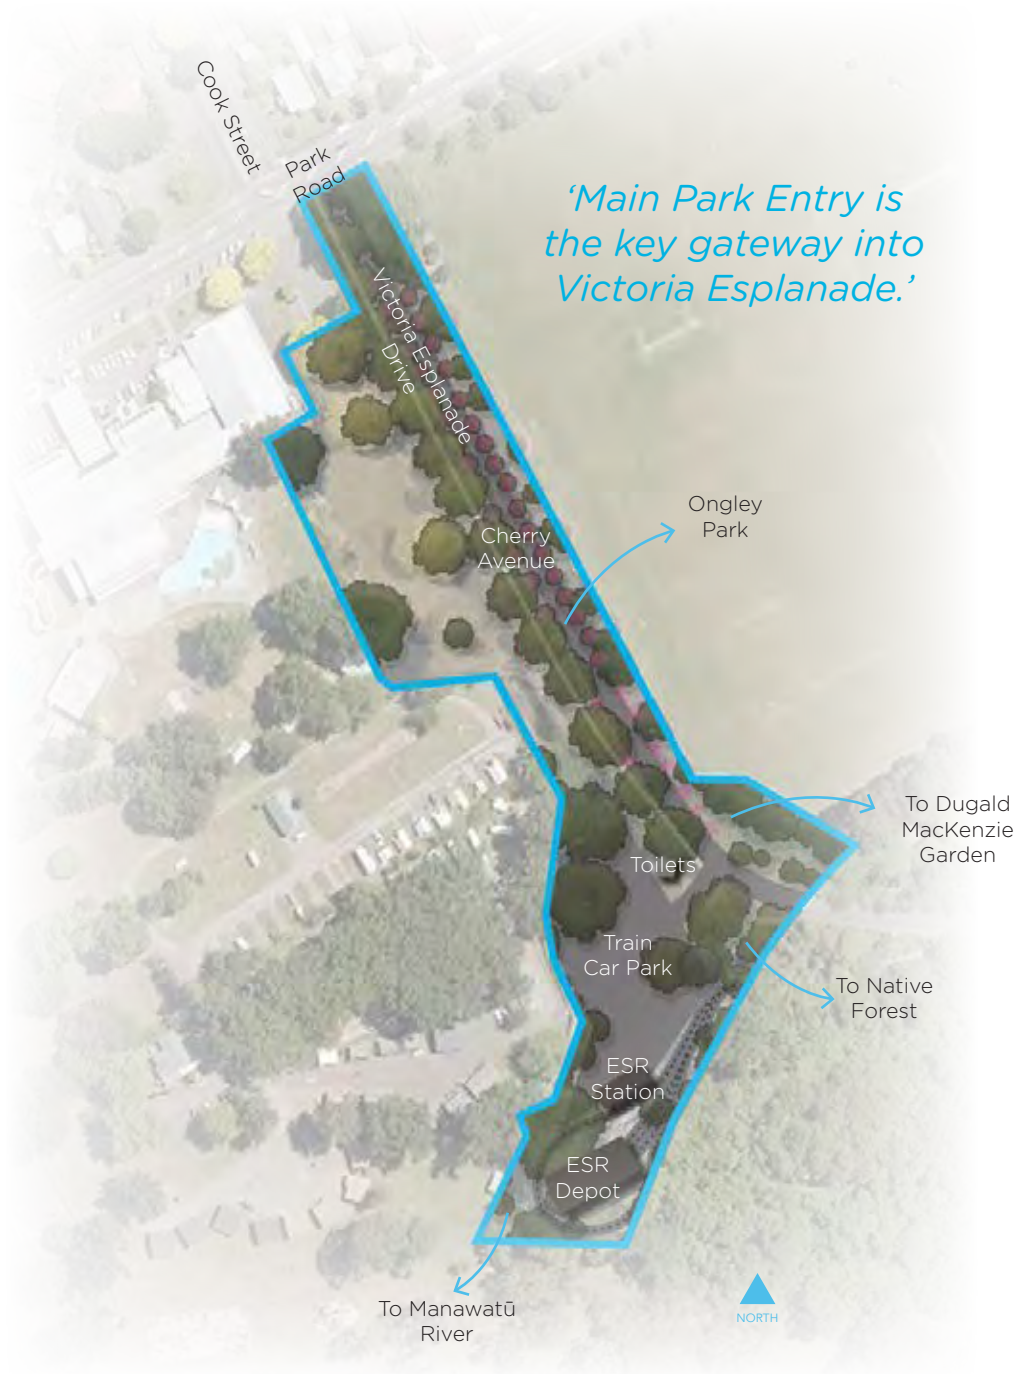 Cook Street
Park
Road
‘Main Park Entry is
the key gateway into
Victoria Esplanade.’
Victoria Esplanade
Drive
Ongley
Park
Cherry
Avenue
To Dugald
MacKenzie
Garden
Toilets
Train
Car Park
To Native
Forest
ESR
Station
ESR
Depot
To Manawatū
River
NORTH